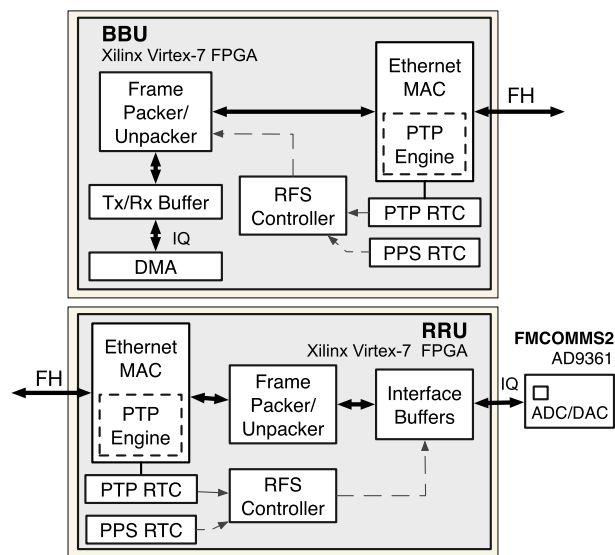 BBU
Xilinx Virtex-7 FPGA
Frame
Packer/
Unpacker
Ethernet
MAC
PTP
Engine
FH
Tx/Rx Buffer
RFS
Controller
PTP RTC
IQ
PPS RTC
DMA
RRU
Xilinx Virtex-7 FPGA
FMCOMMS2
AD9361
Ethernet
MAC
FH
PTP
Engine
Frame
Packer/
Unpacker
Interface
Buffers
IQ
ADC/DAC
PTP RTC
RFS
Controller
PPS RTC